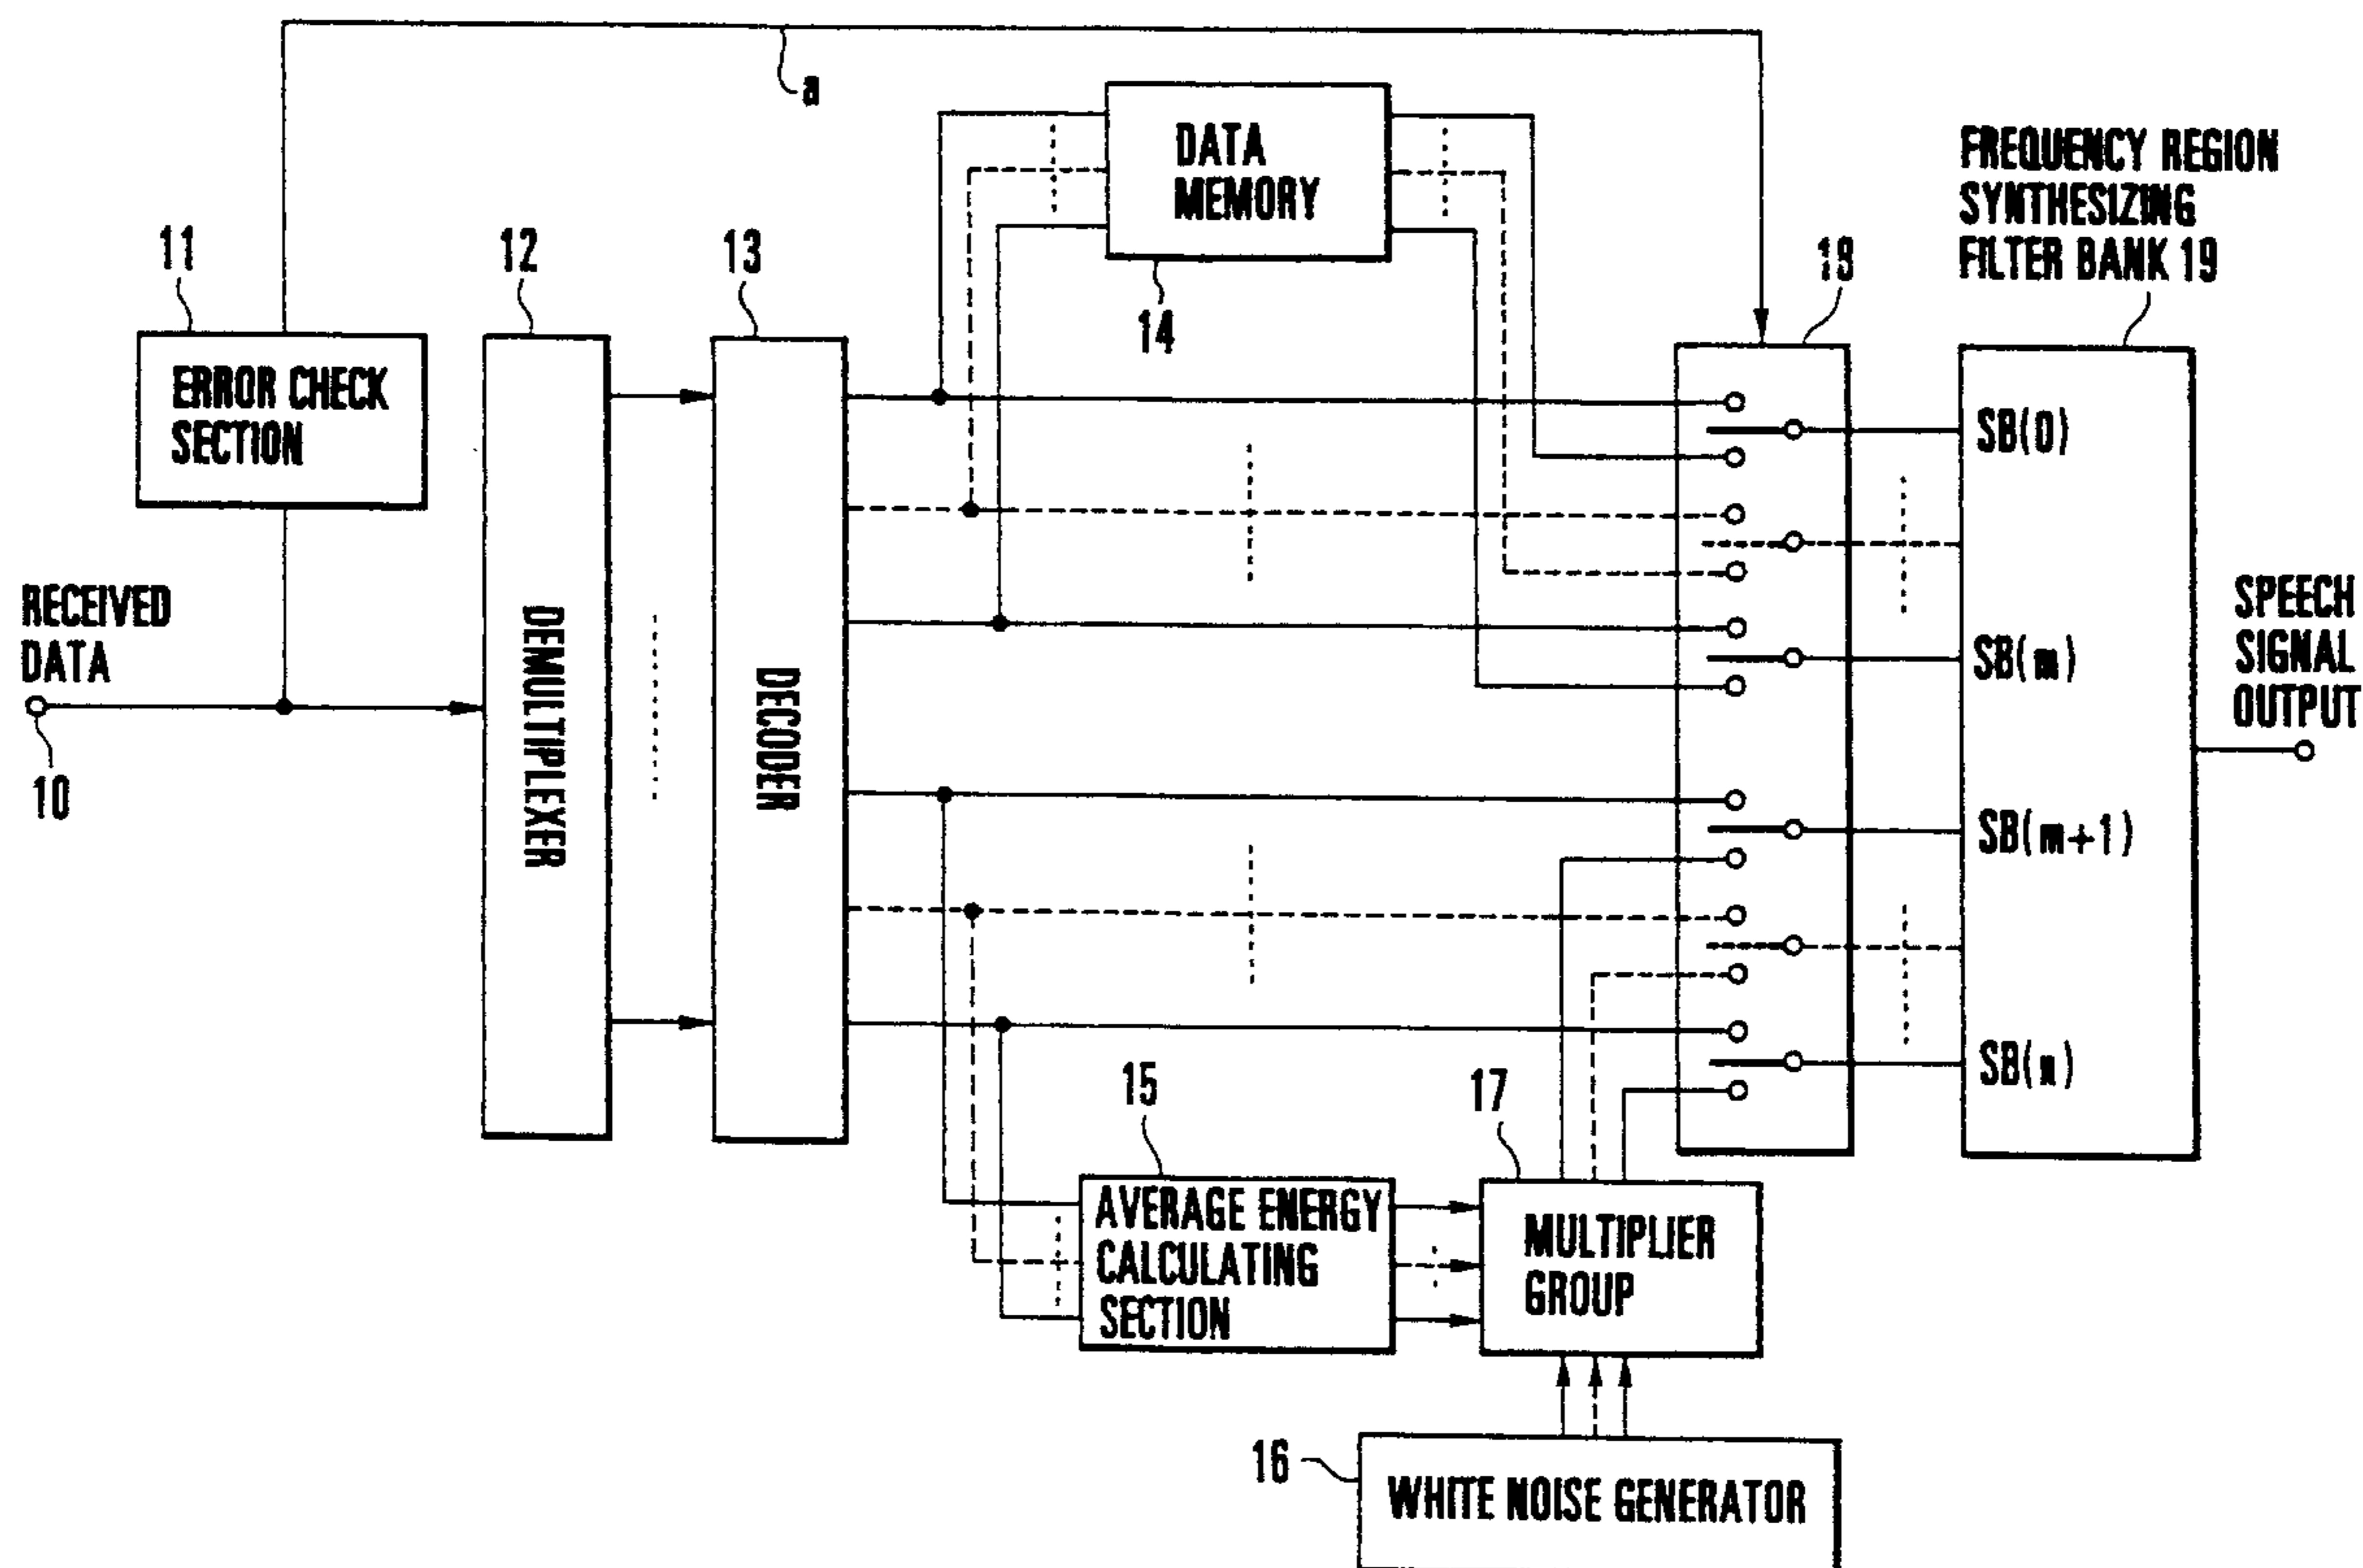 a
DATA
MEMORY
14
FREQUENCY REGION
SYNTHESIZING
FILTER BANK 19
11
12
13
18
ERROR CHECK
SECTION
RECEIVED
DATA
10
DEMULTIPLEXER
DECODER
SB(0)
SB(m)
SB(m+1)
SB(n)
SPEECH
SIGNAL
OUTPUT
15
AVERAGE ENERGY
CALCULATING
SECTION
17
MULTIPLIER
GROUP
16
WHITE NOISE GENERATOR